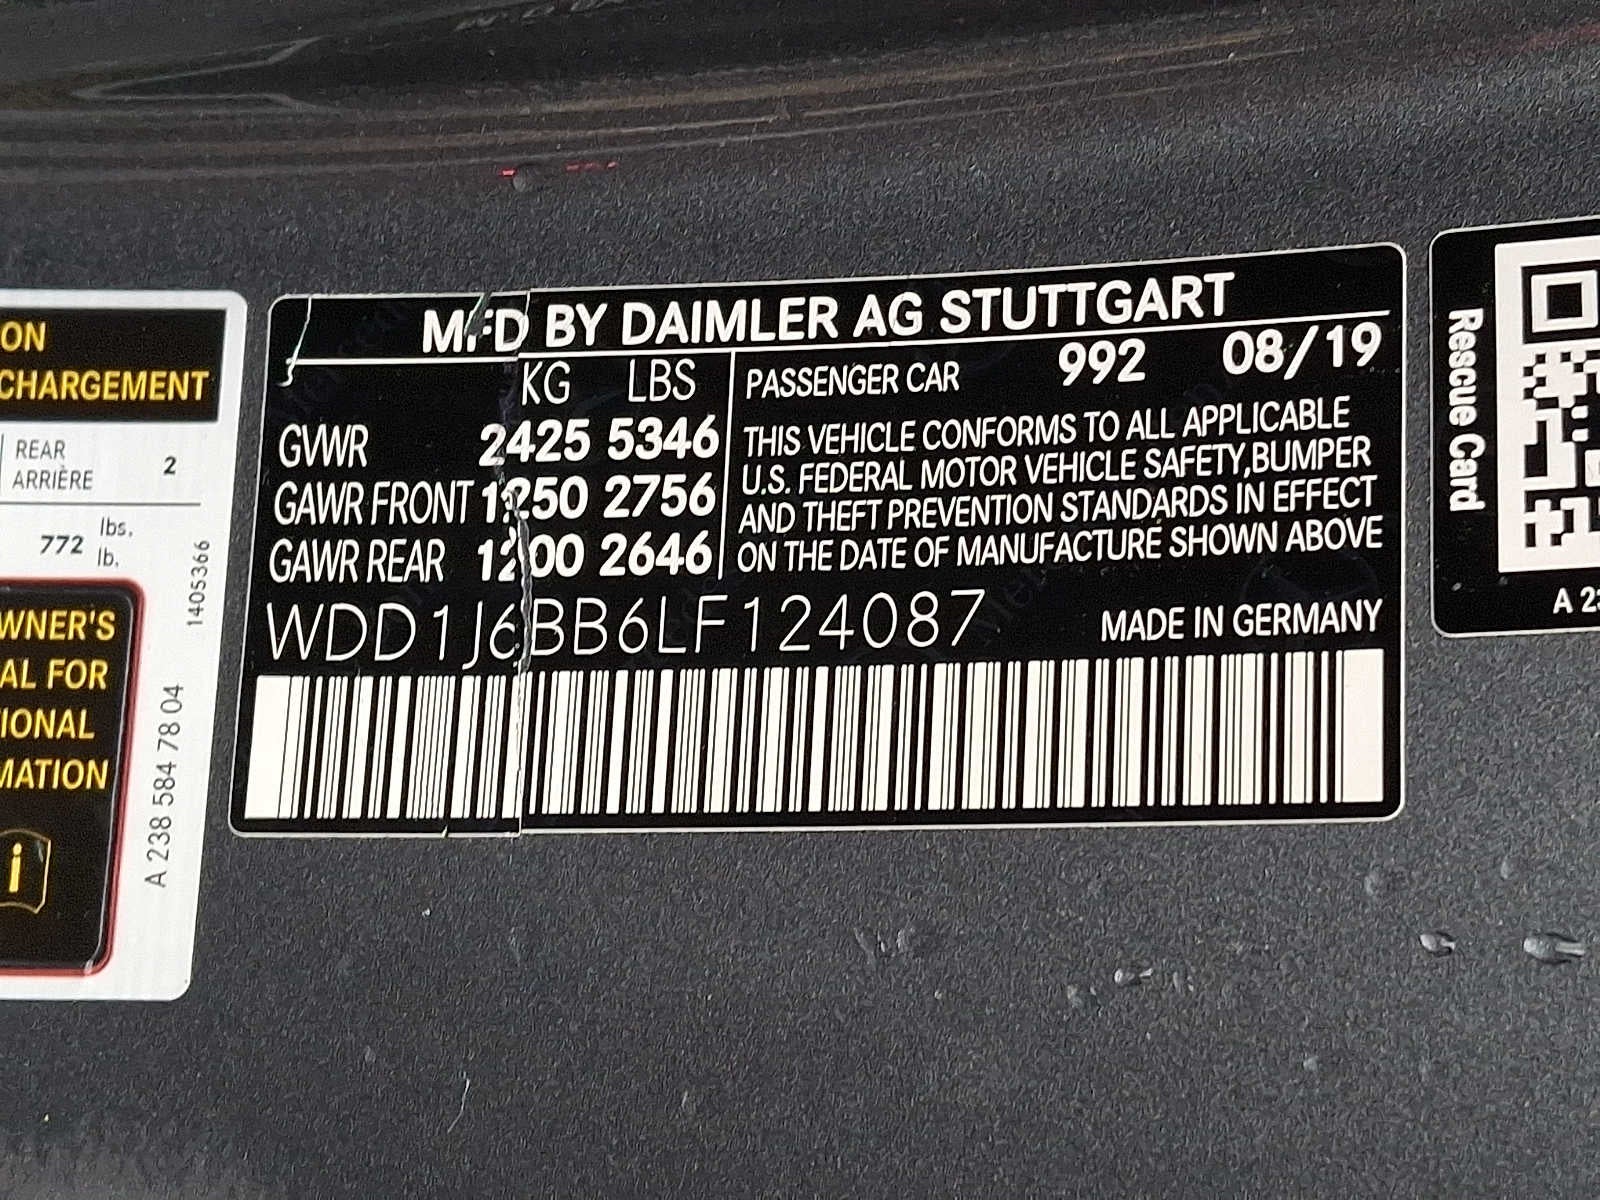 ON
CHARGEMENT
REAR
ARRIÈRE
2
772 lbs.
lb.
1405366
WNER'S
AL FOR
IONAL
MATION
i
A 238 584 78 04
MFD BY DAIMLER AG STUTTGART
KG LBS
GVWR 2425 5346
GAWR FRONT 1250 2756
GAWR REAR 1200 2646
PASSENGER CAR 992 08/19
THIS VEHICLE CONFORMS TO ALL APPLICABLE
U.S. FEDERAL MOTOR VEHICLE SAFETY,BUMPER
AND THEFT PREVENTION STANDARDS IN EFFECT
ON THE DATE OF MANUFACTURE SHOWN ABOVE
WDD1J6BB6LF124087
MADE IN GERMANY
Rescue Card
A 23